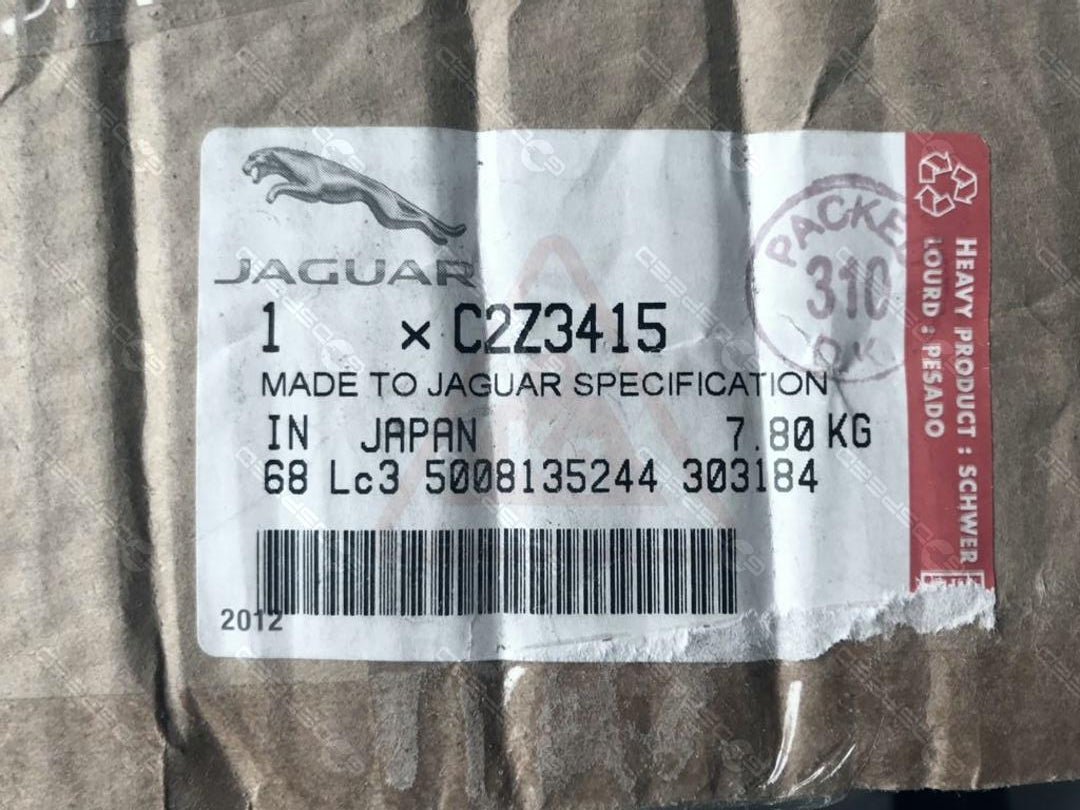 JAGUAR
1 x C2Z3415
MADE TO JAGUAR SPECIFICATION
IN JAPAN 7.80 KG
68 Lc3 5008135244 303184
2012
PACKED
310
O.K.
HEAVY PRODUCT : SCHWER
LOURD : PESADO